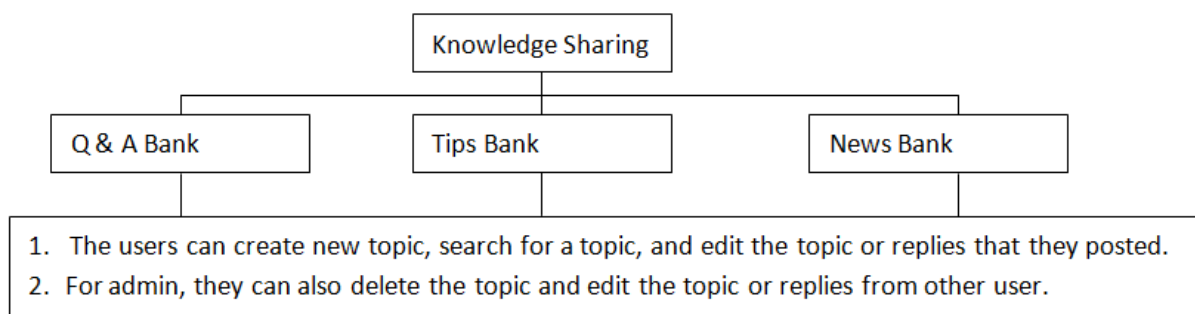 Knowledge Sharing
Q & A Bank
Tips Bank
News Bank
1. The users can create new topic, search for a topic, and edit the topic or replies that they posted.
2. For admin, they can also delete the topic and edit the topic or replies from other user.